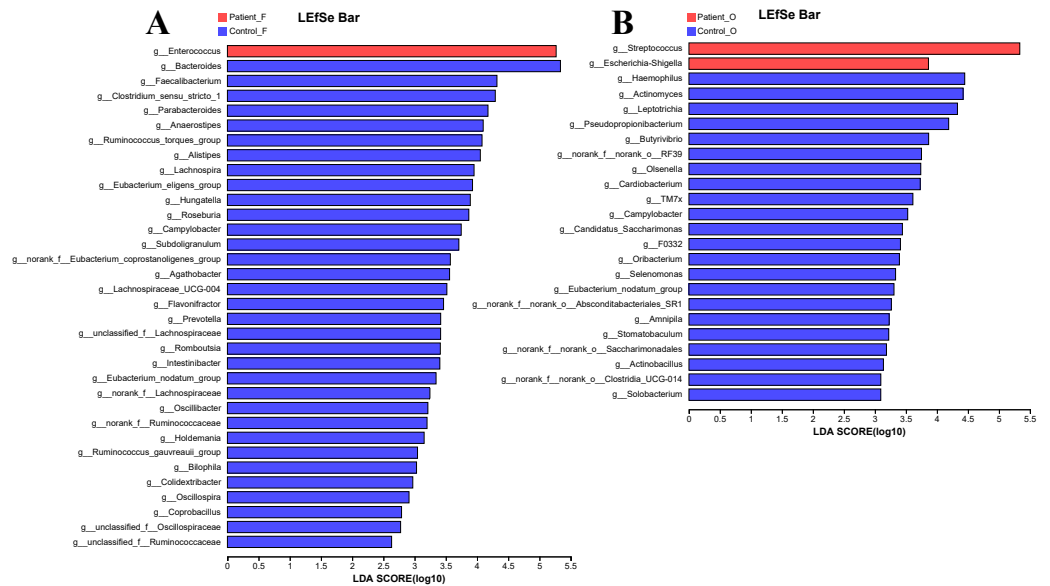 A
LEfSe Bar
Patient_F
Control_F
g__Enterococcus
g__Bacteroides
g__Faecalibacterium
g__Clostridium_sensu_stricto_1
g__Parabacteroides
g__Anaerostipes
g__Ruminococcus_torques_group
g__Alistipes
g__Lachnospira
g__Eubacterium_eligens_group
g__Hungatella
g__Roseburia
g__Campylobacter
g__Subdoligranulum
g__norank_f__Eubacterium_coprostanoligenes_group
g__Agathobacter
g__Lachnospiraceae_UCG-004
g__Flavonifractor
g__Prevotella
g__unclassified_f__Lachnospiraceae
g__Romboutsia
g__Intestinibacter
g__Eubacterium_nodatum_group
g__norank_f__Lachnospiraceae
g__Oscillibacter
g__norank_f__Ruminococcaceae
g__Holdemania
g__Ruminococcus_gauvreauii_group
g__Bilophila
g__Colidextribacter
g__Oscillospira
g__Coprobacillus
g__unclassified_f__Oscillospiraceae
g__unclassified_f__Ruminococcaceae
0 0.5 1 1.5 2 2.5 3 3.5 4 4.5 5 5.5
LDA SCORE(log10)
B
LEfSe Bar
Patient_O
Control_O
g__Streptococcus
g__Escherichia-Shigella
g__Haemophilus
g__Actinomyces
g__Leptotrichia
g__Pseudopropionibacterium
g__Butyrivibrio
g__norank_f__norank_o__RF39
g__Olsenella
g__Cardiobacterium
g__TM7x
g__Campylobacter
g__Candidatus_Saccharimonas
g__F0332
g__Oribacterium
g__Selenomonas
g__Eubacterium_nodatum_group
g__norank_f__norank_o__Absconditabacteriales_SR1
g__Amnipila
g__Stomatobaculum
g__norank_f__norank_o__Saccharimonadales
g__Actinobacillus
g__norank_f__norank_o__Clostridia_UCG-014
g__Solobacterium
0 0.5 1 1.5 2 2.5 3 3.5 4 4.5 5 5.5
LDA SCORE(log10)